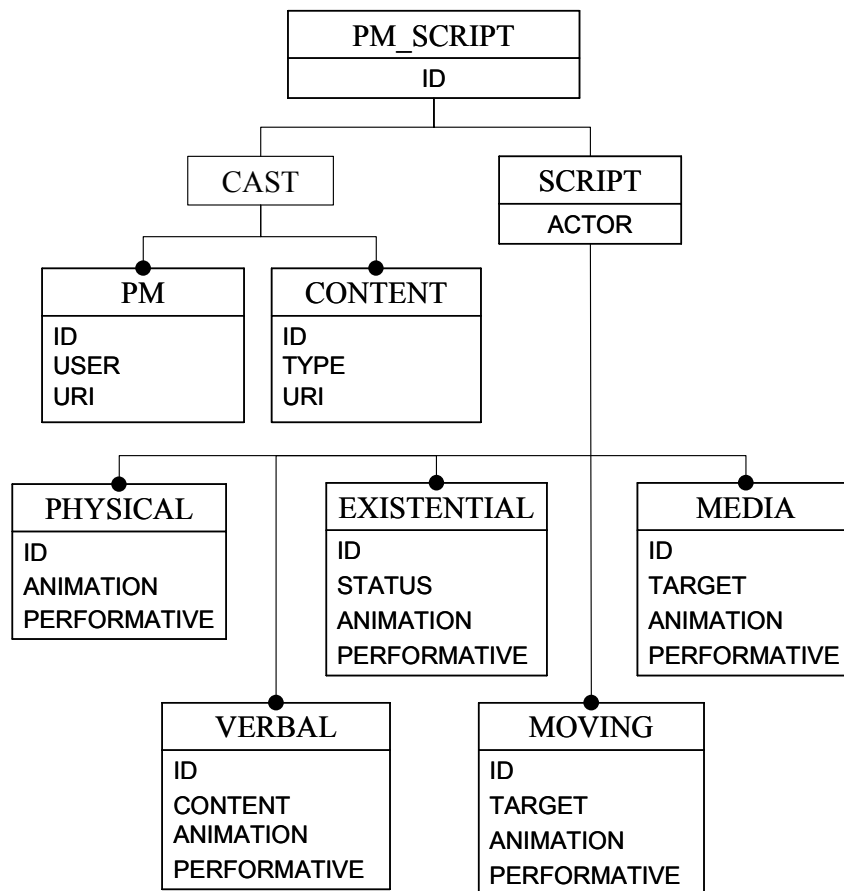 PM_SCRIPT
ID
CAST
SCRIPT
ACTOR
PM
ID
USER
URI
CONTENT
ID
TYPE
URI
PHYSICAL
ID
ANIMATION
PERFORMATIVE
EXISTENTIAL
ID
STATUS
ANIMATION
PERFORMATIVE
MEDIA
ID
TARGET
ANIMATION
PERFORMATIVE
VERBAL
ID
CONTENT
ANIMATION
PERFORMATIVE
MOVING
ID
TARGET
ANIMATION
PERFORMATIVE